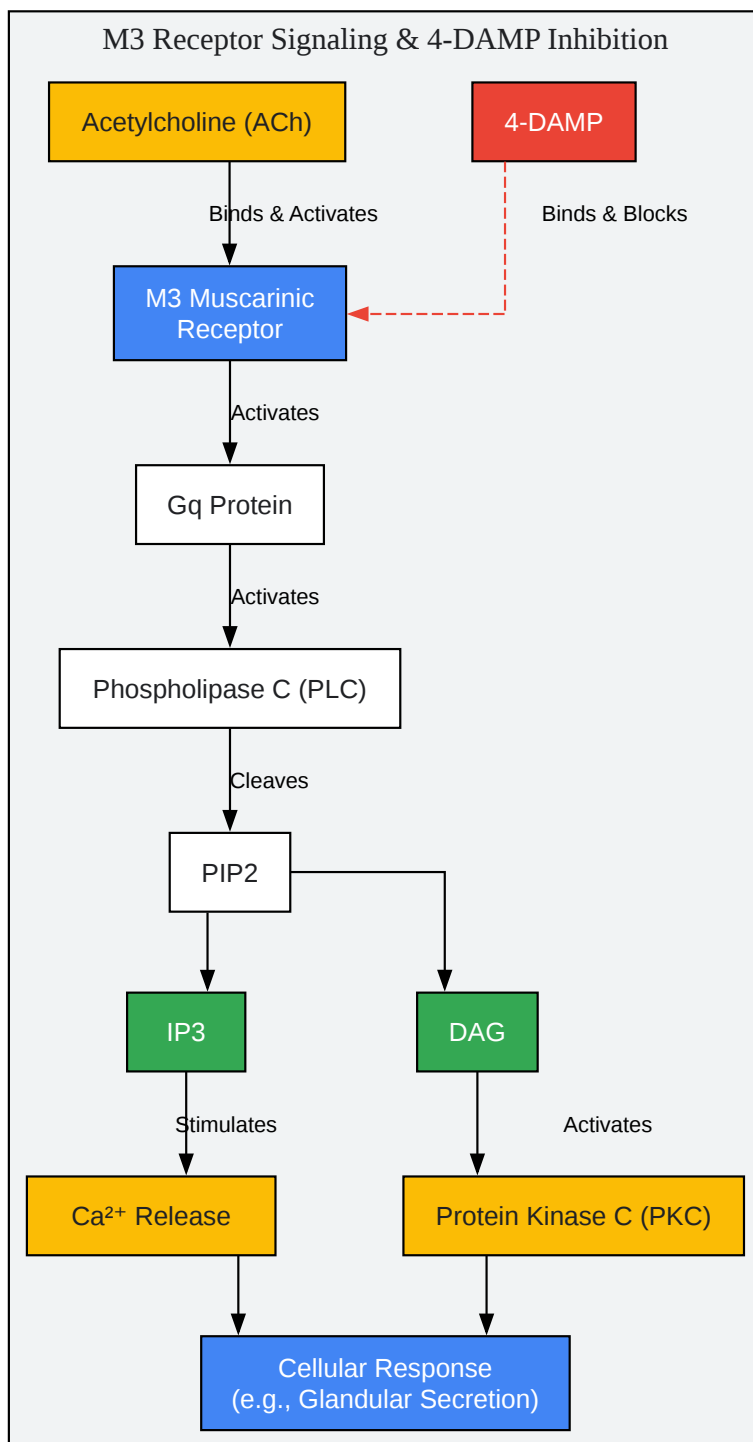 M3 Receptor Signaling & 4-DAMP Inhibition
Acetylcholine (ACh)
4-DAMP
Binds & Activates
Binds & Blocks
M3 Muscarinic
Receptor
Activates
Gq Protein
Activates
Phospholipase C (PLC)
Cleaves
PIP2
IP3
DAG
Stimulates
Activates
Ca²⁺ Release
Protein Kinase C (PKC)
Cellular Response
(e.g., Glandular Secretion)